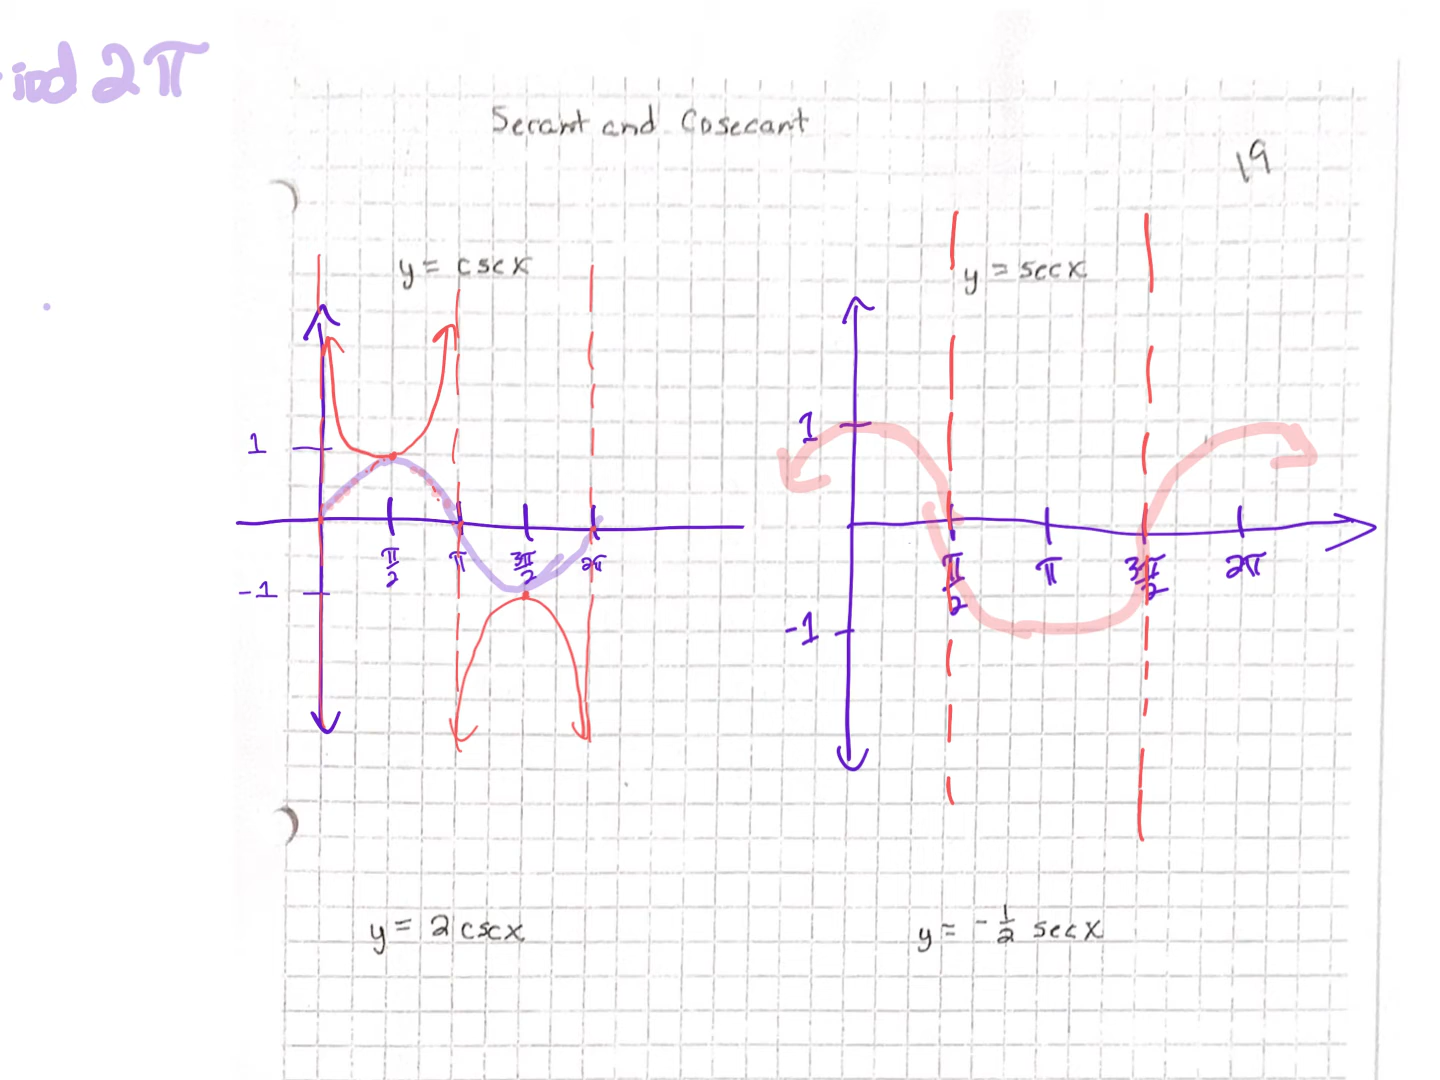 iod 2π
Secant and Cosecant
19
y = csc x
y = sec x
1
-1
π/2 π 3π/2 2π
1
-1
π/2 π 3π/2 2π
y = 2 csc x
y = -1/2 sec x